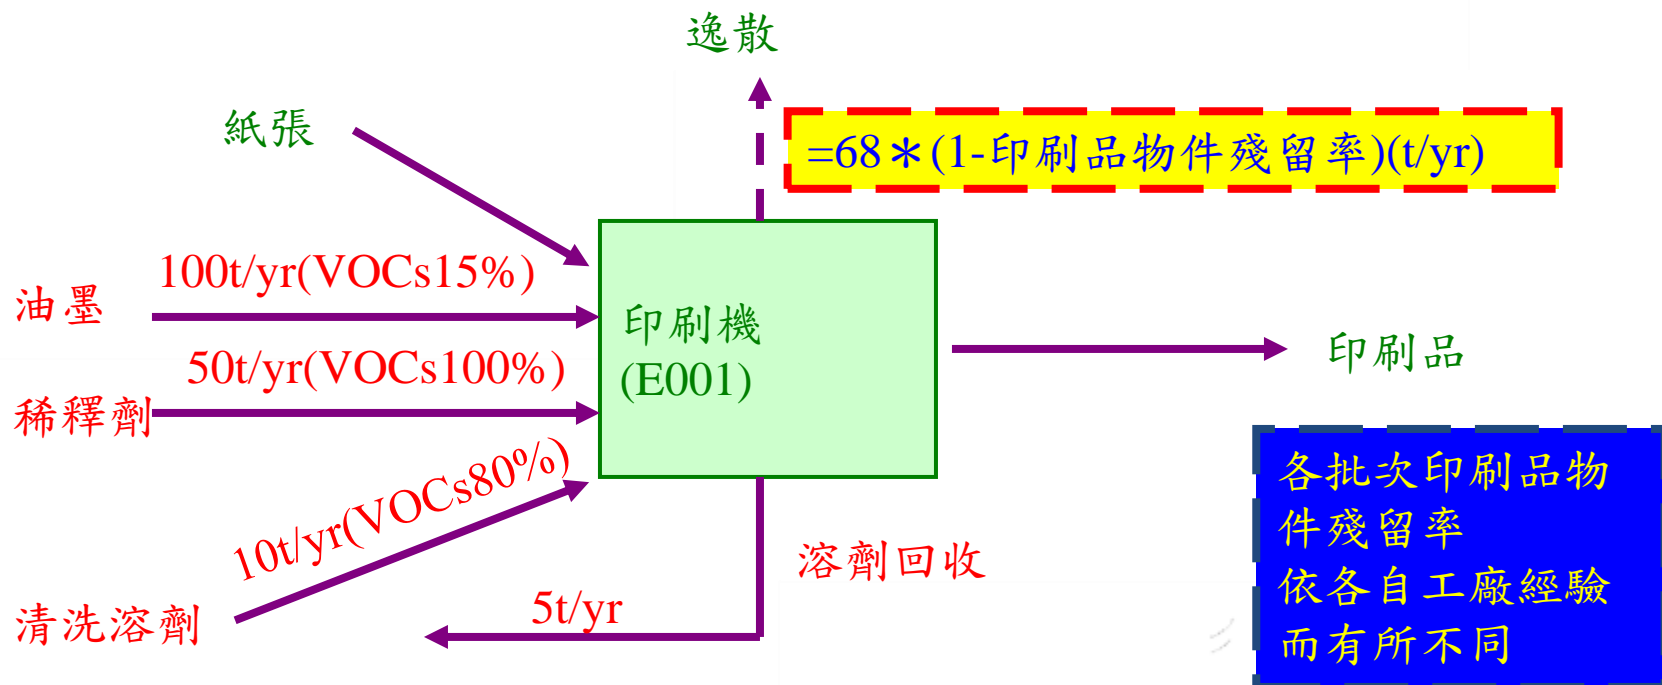 逸散
紙張
=68＊(1-印刷品物件殘留率)(t/yr)
100t/yr(VOCs15%)
油墨
印刷機
(E001)
印刷品
50t/yr(VOCs100%)
稀釋劑
10t/yr(VOCs80%)
清洗溶劑
溶劑回收
5t/yr
各批次印刷品物
件殘留率
依各自工廠經驗
而有所不同